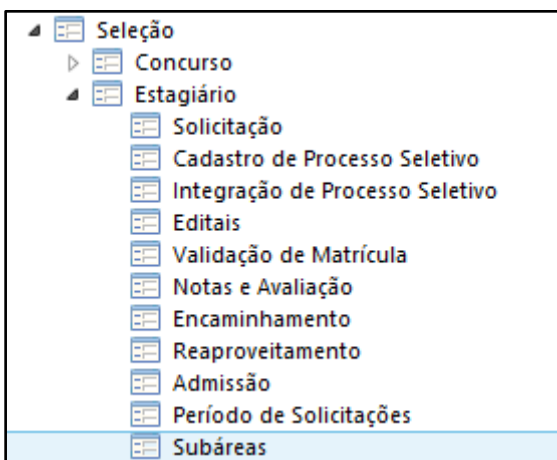 Seleção
Concurso
Estagiário
Solicitação
Cadastro de Processo Seletivo
Integração de Processo Seletivo
Editais
Validação de Matrícula
Notas e Avaliação
Encaminhamento
Reaproveitamento
Admissão
Período de Solicitações
Subáreas